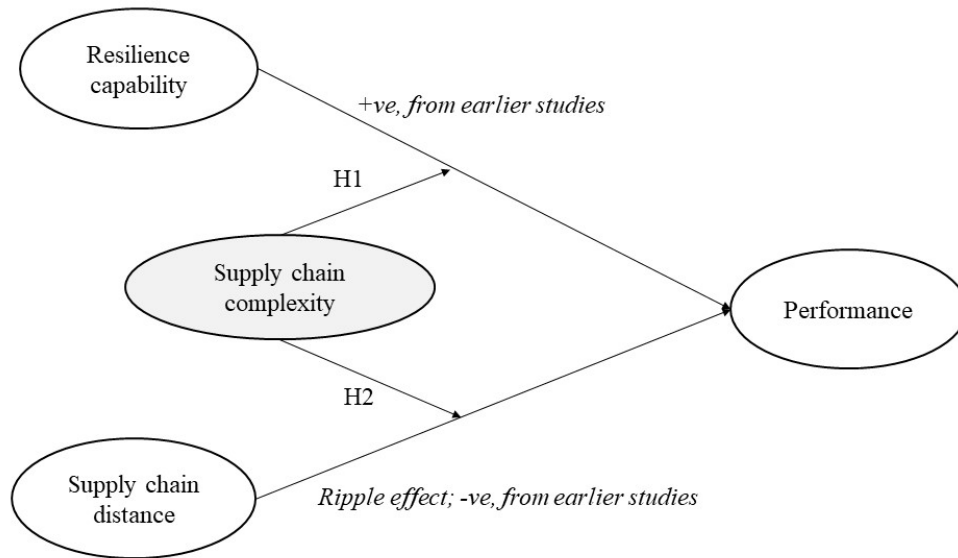 Resilience
capability
+ve, from earlier studies
H1
Supply chain
complexity
Performance
H2
Supply chain
distance
Ripple effect; -ve, from earlier studies